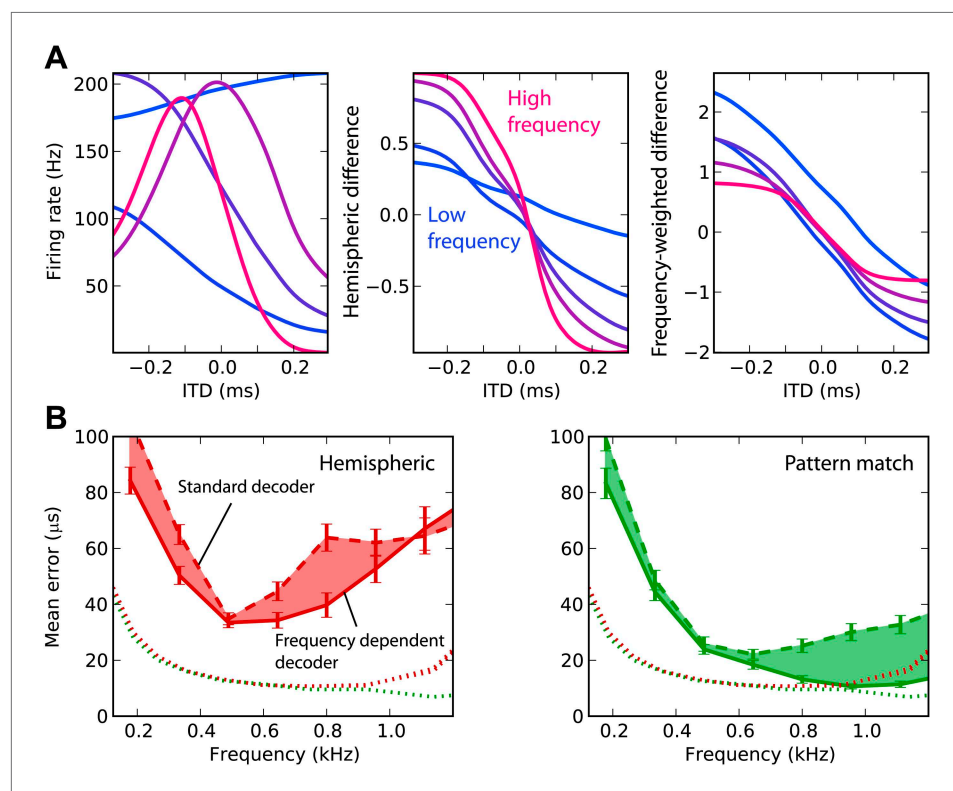 A
Firing rate (Hz)
200
150
100
50
−0.2
0.0
0.2
ITD (ms)
Hemispheric difference
0.5
0.0
−0.5
High
frequency
Low
frequency
−0.2
0.0
0.2
ITD (ms)
Frequency-weighted difference
2
1
0
−1
−2
−0.2
0.0
0.2
ITD (ms)
B
Mean error (μs)
100
80
60
40
20
0
Hemispheric
Standard decoder
Frequency dependent
decoder
0.2
0.4
0.6
0.8
1.0
Frequency (kHz)
100
80
60
40
20
0
Pattern match
0.2
0.4
0.6
0.8
1.0
Frequency (kHz)